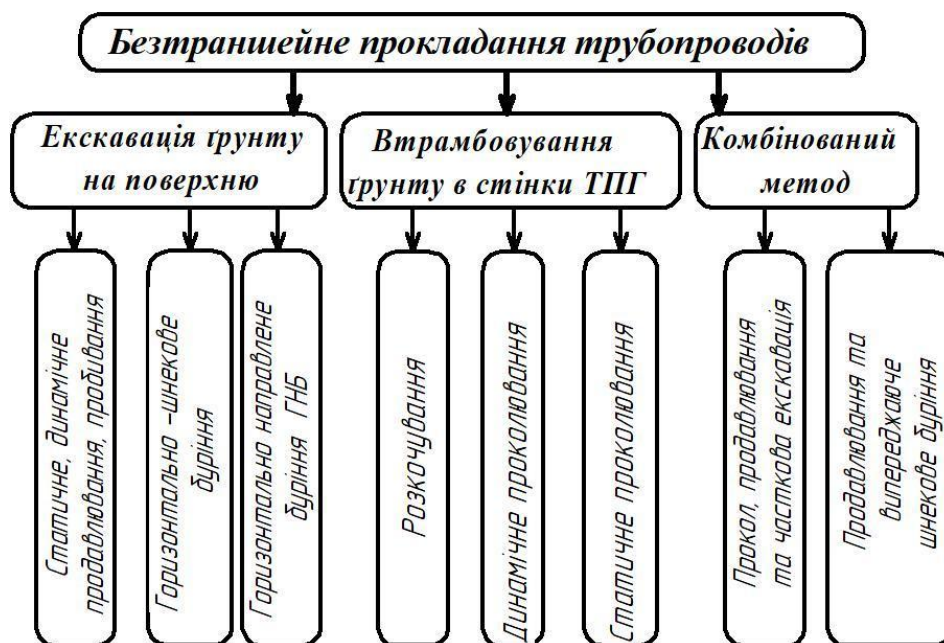 Безтраншейне прокладання трубопроводів
Екскавація ґрунту
на поверхню
Втрамбовування
ґрунту в стінки ТПГ
Комбінований
метод
Статичне, динамічне
продавлювання, пробивання
Горизонтально –шнекове
буріння
Горизонтально направлене
буріння ГНБ
Розкочування
Динамічне проколювання
Статичне проколювання
Прокол, продавлювання
та часткова екскавація
Продавлювання та
випереджаюче
шнекове буріння